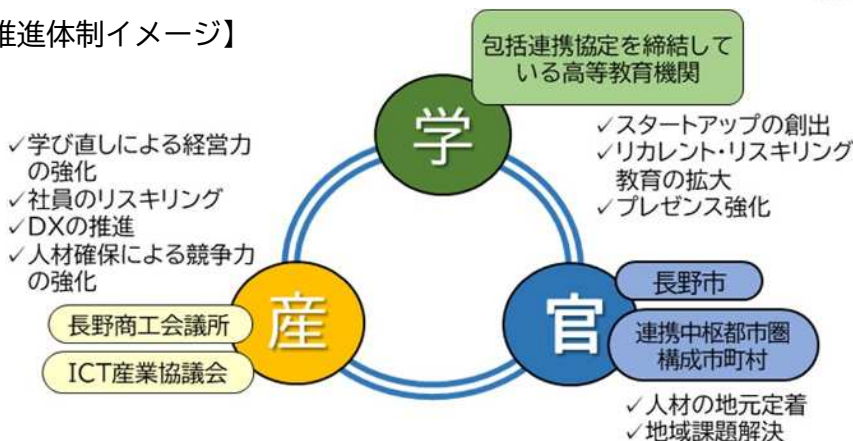 推進体制イメージ】
包括連携協定を締結して
いる高等教育機関
学
✓スタートアップの創出
✓リカレント・リスキリング
教育の拡大
✓プレゼンス強化
✓学び直しによる経営力
の強化
✓社員のリスキリング
✓DXの推進
✓人材確保による競争力
の強化
産
長野商工会議所
ICT産業協議会
官
長野市
連携中枢都市圏
構成市町村
✓人材の地元定着
✓地域課題解決